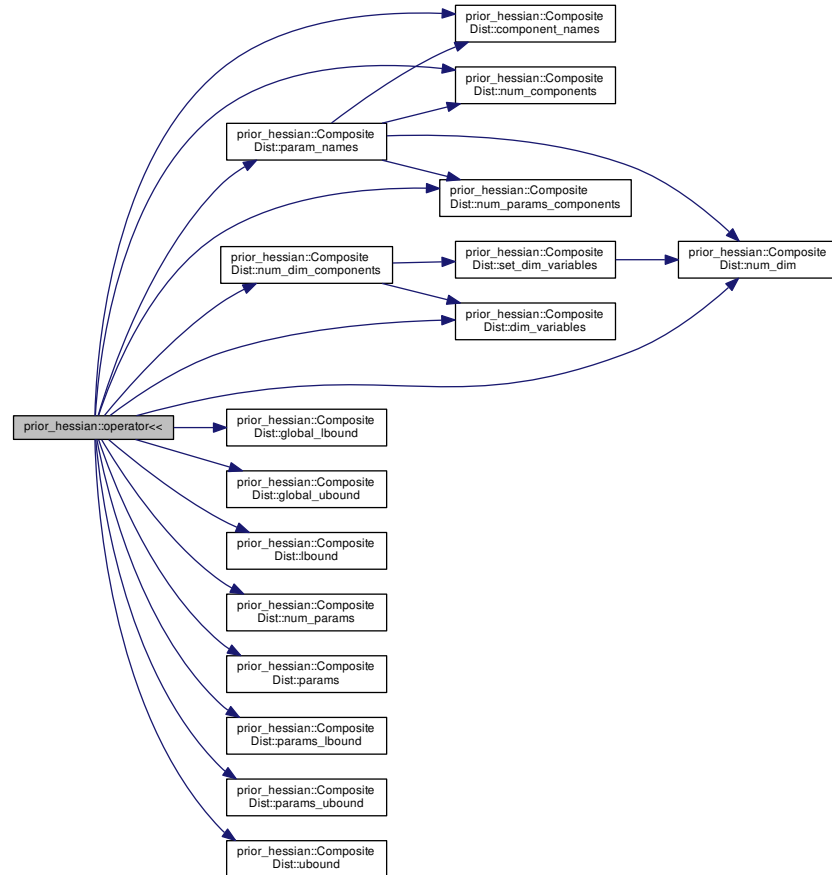 prior_hessian::Composite
Dist::component_names
prior_hessian::Composite
Dist::num_components
prior_hessian::Composite
Dist::param_names
prior_hessian::Composite
Dist::num_params_components
prior_hessian::Composite
Dist::num_dim_components
prior_hessian::Composite
Dist::set_dim_variables
prior_hessian::Composite
Dist::num_dim
prior_hessian::Composite
Dist::dim_variables
prior_hessian::operator<<
prior_hessian::Composite
Dist::global_lbound
prior_hessian::Composite
Dist::global_ubound
prior_hessian::Composite
Dist::lbound
prior_hessian::Composite
Dist::num_params
prior_hessian::Composite
Dist::params
prior_hessian::Composite
Dist::params_lbound
prior_hessian::Composite
Dist::params_ubound
prior_hessian::Composite
Dist::ubound